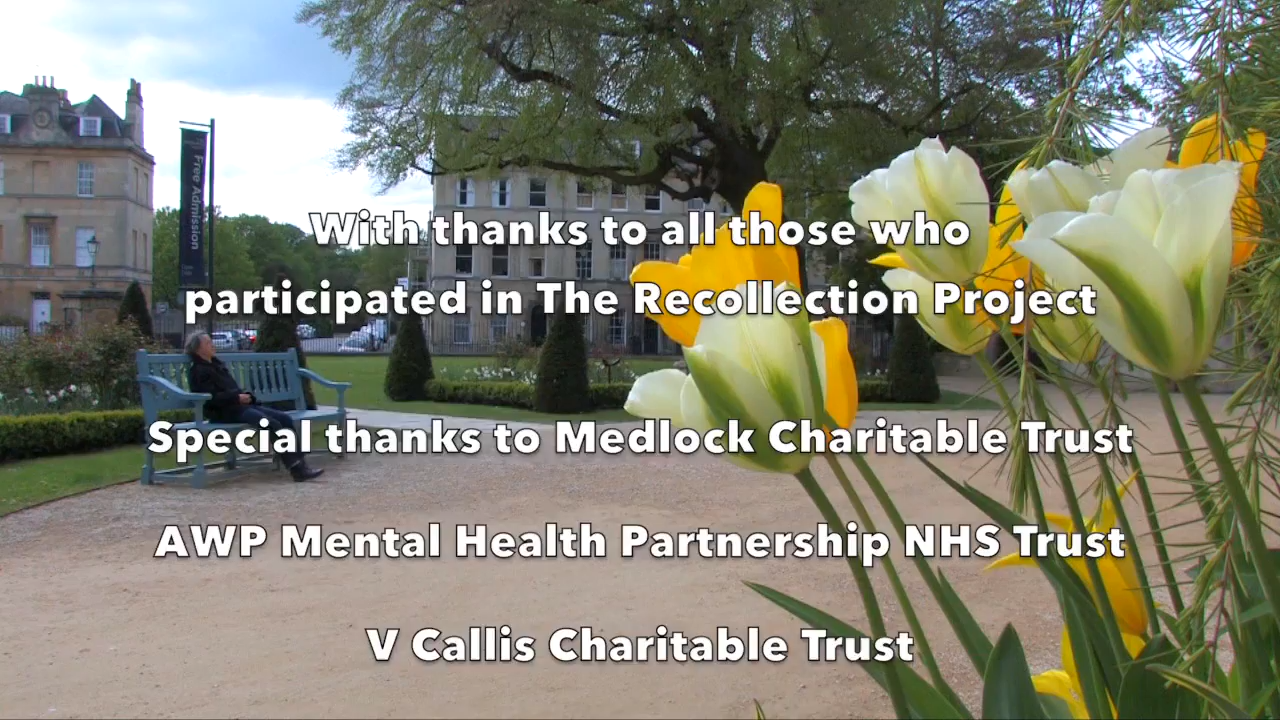 Free Admission
With thanks to all those who
participated in The Recollection Project
Special thanks to Medlock Charitable Trust
AWP Mental Health Partnership NHS Trust
V Callis Charitable Trust